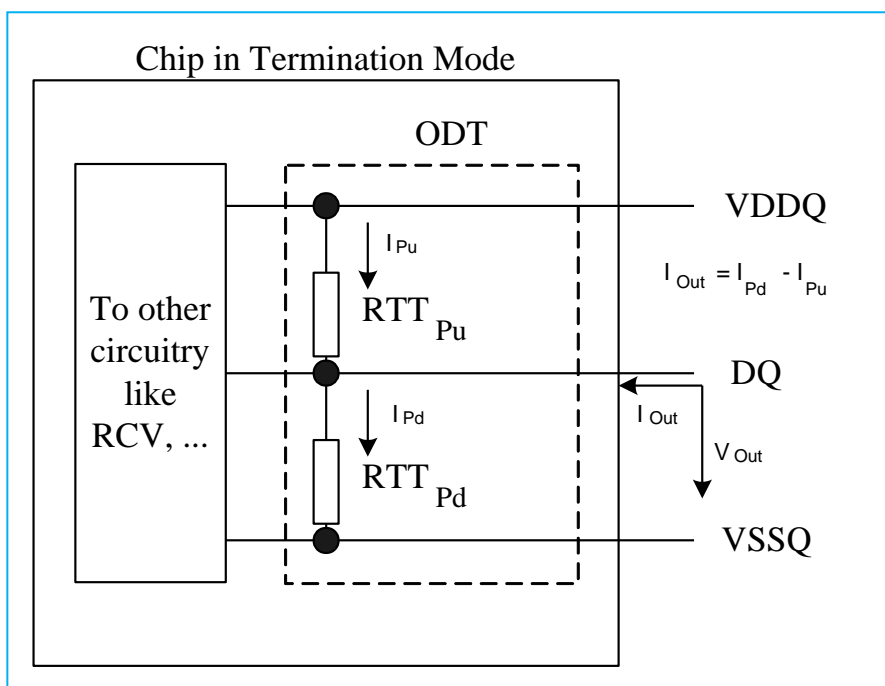 Chip in Termination Mode
ODT
To other
circuitry
like
RCV, ...
I Pu
RTT Pu
I Pd
RTT Pd
VDDQ
I Out = I Pd - I Pu
DQ
I Out
V Out
VSSQ